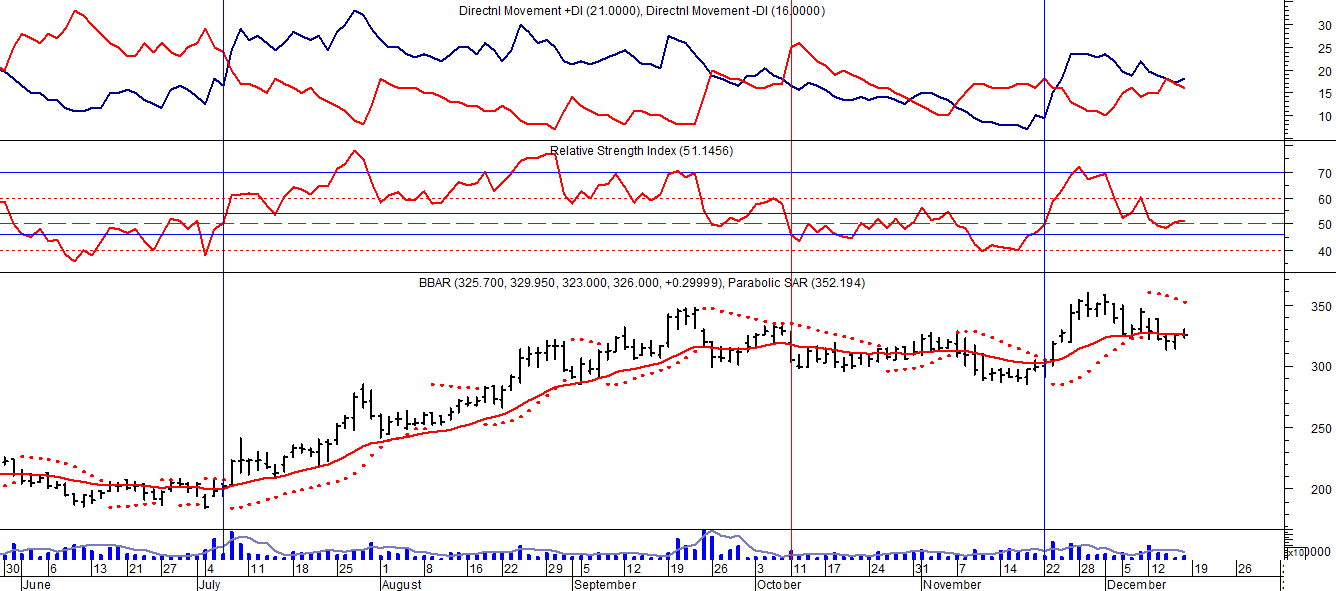 Directnl Movement +DI (21.0000), Directnl Movement -DI (16.0000)
30
25
20
15
10
Relative Strength Index (51.1456)
70
60
50
40
BBAR (325.700, 329.950, 323.000, 326.000, +0.29999), Parabolic SAR (352.194)
350
300
250
200
30 6 13 21 27 4 11 18 25 1 8 16 22 29 5 12 19 26 3 11 17 24 31 7 14 22 28 5 12 19 26
June July August September October November December